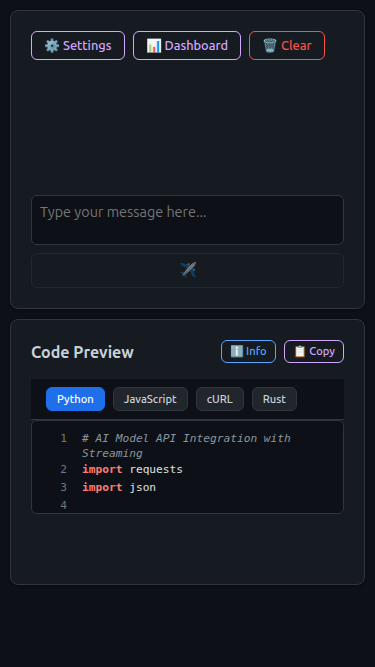 ⚙️ Settings 📊 Dashboard 🗑️ Clear
Type your message here...
Code Preview ℹ️ Info 📋 Copy
Python JavaScript cURL Rust
1 # AI Model API Integration with
Streaming
2 import requests
3 import json
4